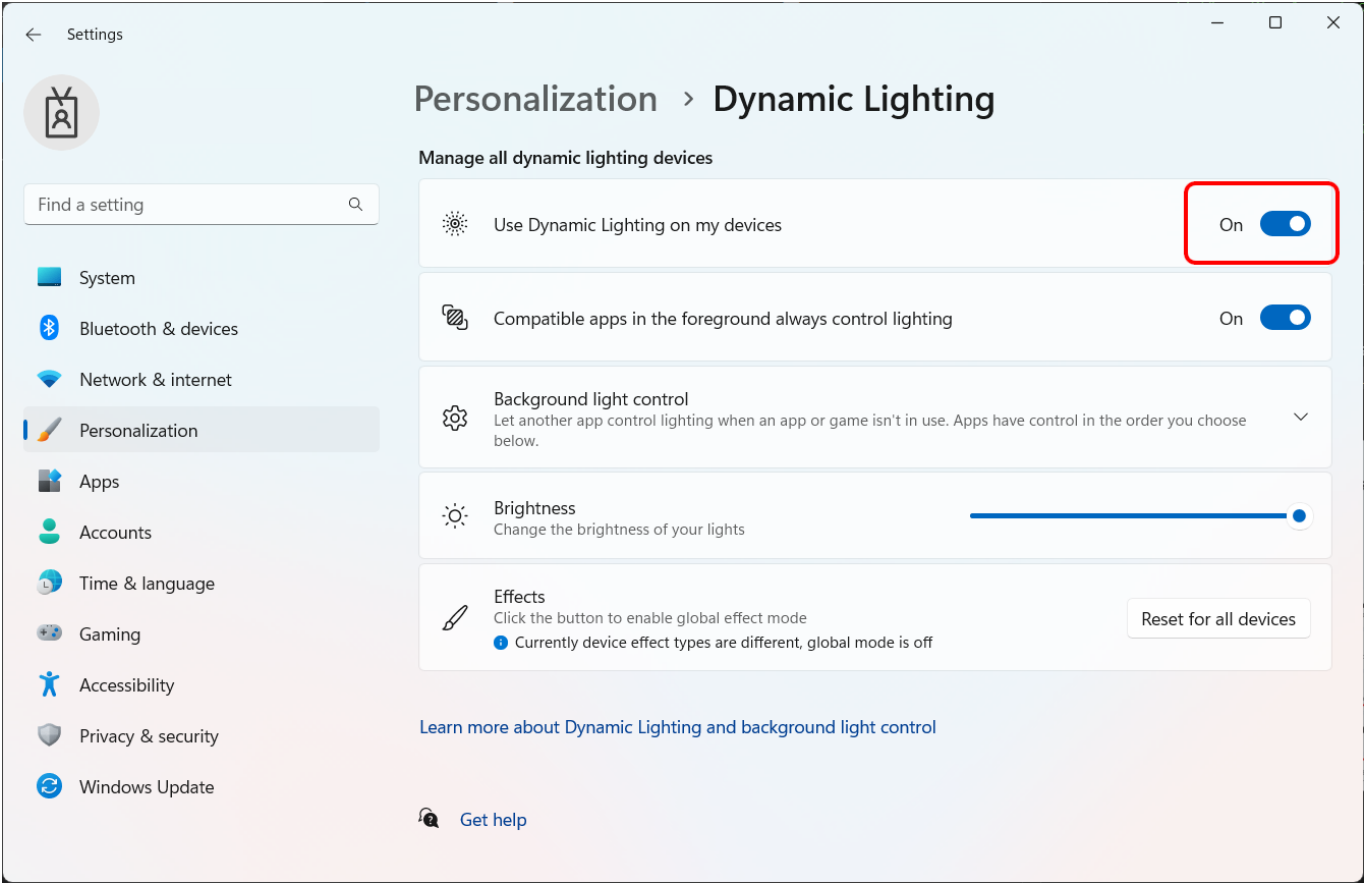 Settings
Find a setting
System
Bluetooth & devices
Network & internet
Personalization
Apps
Accounts
Time & language
Gaming
Accessibility
Privacy & security
Windows Update
Personalization > Dynamic Lighting
Manage all dynamic lighting devices
Use Dynamic Lighting on my devices On
Compatible apps in the foreground always control lighting On
Background light control
Let another app control lighting when an app or game isn't in use. Apps have control in the order you choose
below.
Brightness
Change the brightness of your lights
Effects
Click the button to enable global effect mode
Currently device effect types are different, global mode is off
Reset for all devices
Learn more about Dynamic Lighting and background light control
Get help